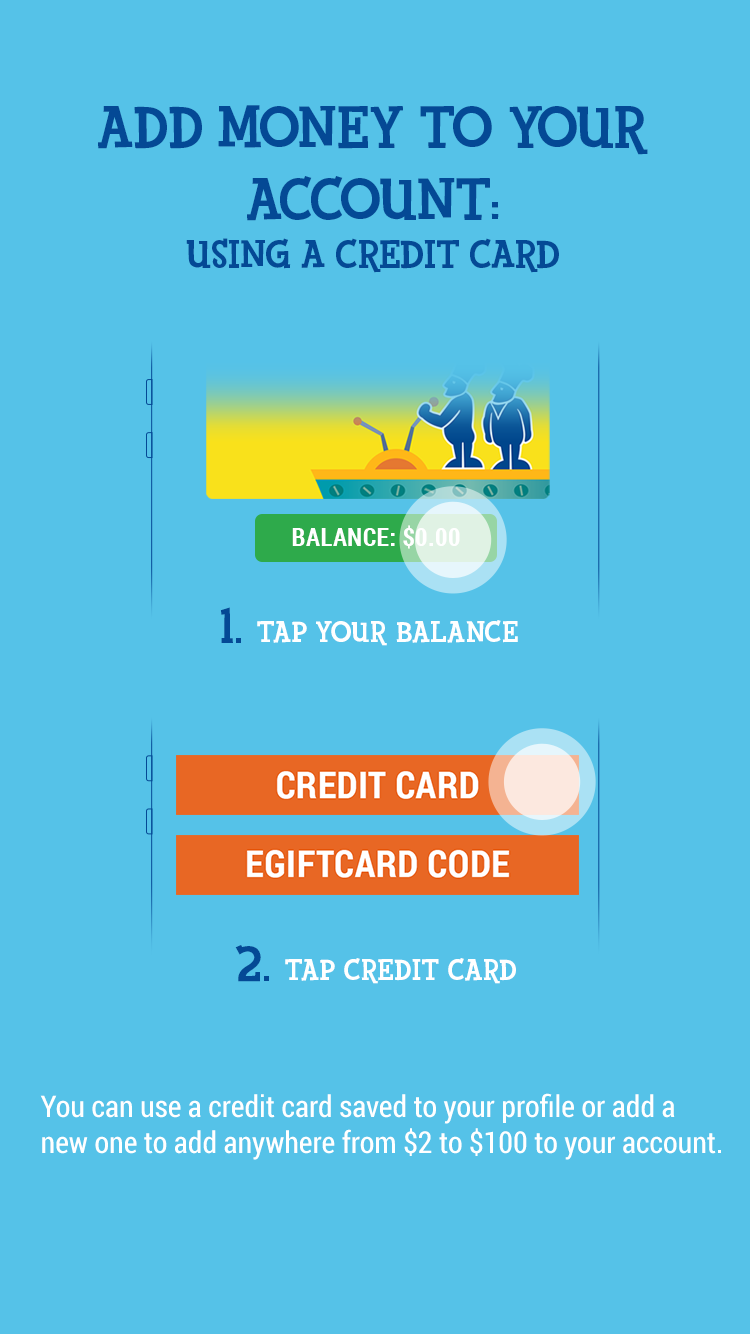 ADD MONEY TO YOUR
ACCOUNT:
USING A CREDIT CARD
BALANCE: $0.00
1. TAP YOUR BALANCE
CREDIT CARD
EGIFTCARD CODE
2. TAP CREDIT CARD
You can use a credit card saved to your profile or add a
new one to add anywhere from $2 to $100 to your account.